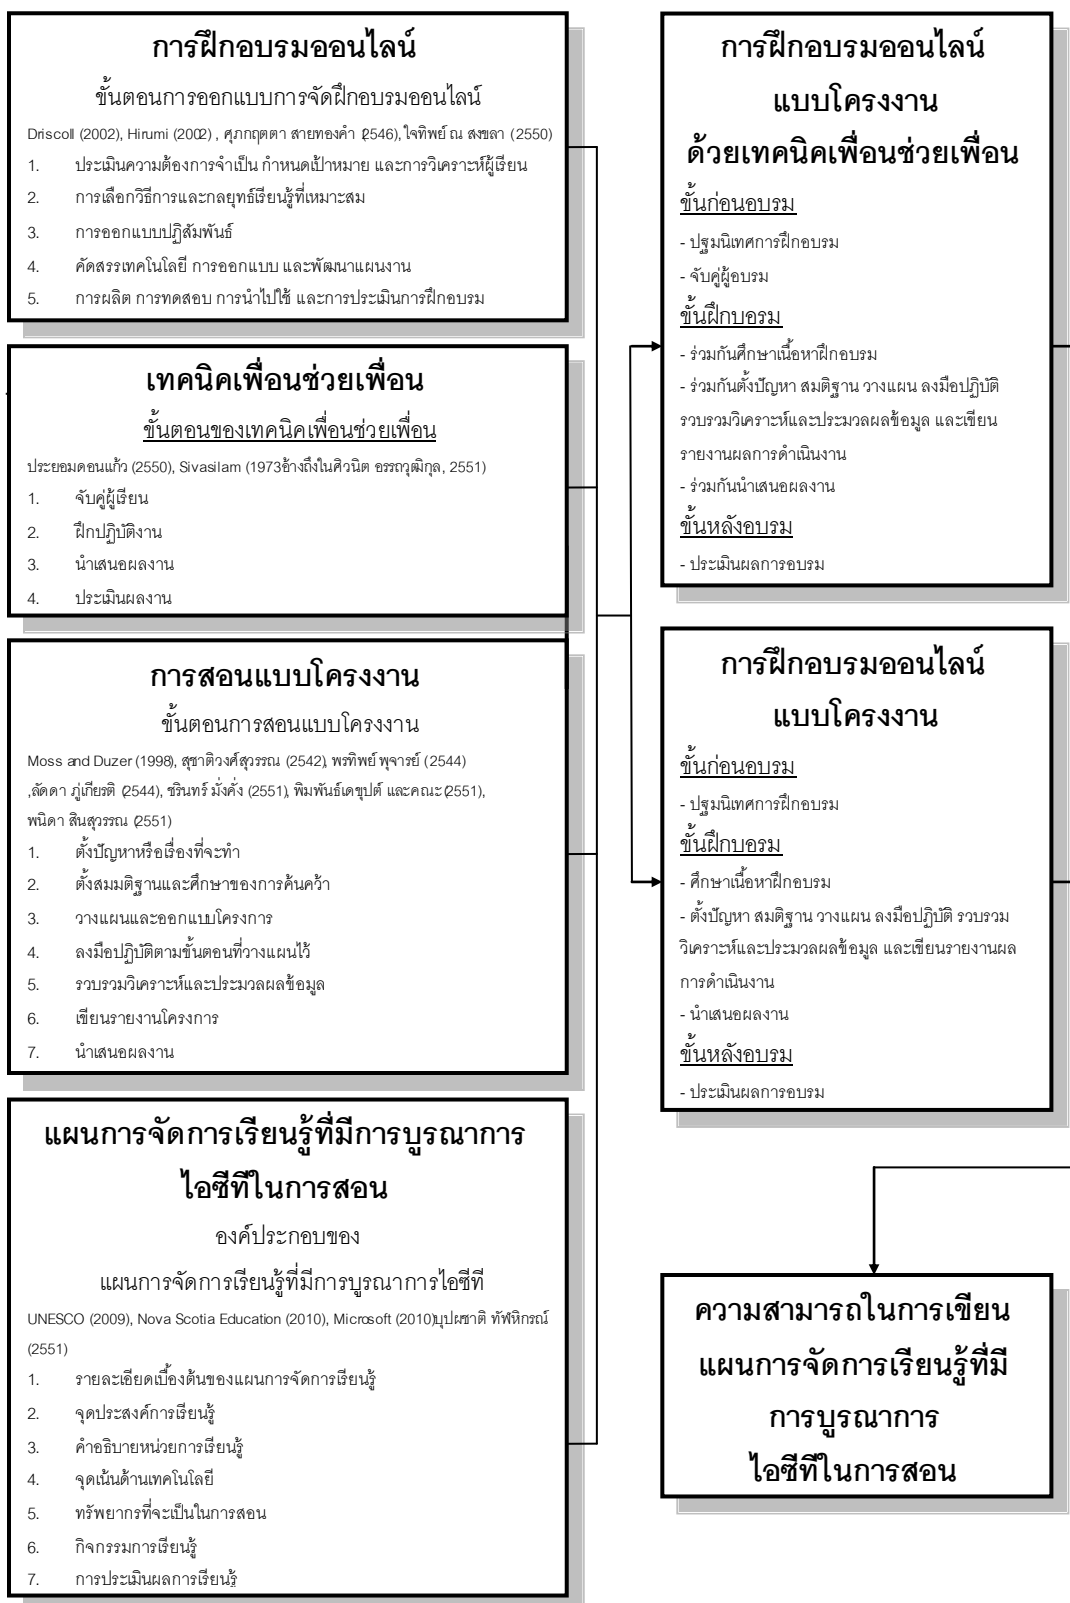 การฝึกอบรมออนไลน์
ขั้นตอนการออกแบบการจัดฝึกอบรมออนไลน์
Driscoll (2002), Hirumi (2002) , ศุภกฤตตา สายทองคำ (2546), ใจทิพย์ ณ สงขลา (2550)
1. ประเมินความต้องการจำเป็น กำหนดเป้าหมาย และการวิเคราะห์ผู้เรียน
2. การเลือกวิธีการและกลยุทธ์เรียนรู้ที่เหมาะสม
3. การออกแบบปฏิสัมพันธ์
4. คัดสรรเทคโนโลยี การออกแบบ และพัฒนาแผนงาน
5. การผลิต การทดสอบ การนำไปใช้ และการประเมินการฝึกอบรม
เทคนิคเพื่อนช่วยเพื่อน
ขั้นตอนของเทคนิคเพื่อนช่วยเพื่อน
ประยอมดอนแก้ว (2550), Sivasilam (1973อ้างถึงในศิวนิต อรรถวุฒิกุล, 2551)
1. จับคู่ผู้เรียน
2. ฝึกปฏิบัติงาน
3. นำเสนอผลงาน
4. ประเมินผลงาน
การสอนแบบโครงงาน
ขั้นตอนการสอนแบบโครงงาน
Moss and Duzer (1998), สุชาติวงศ์สุวรรณ (2542), พรทิพย์ พุจารย์ (2544)
,ลัดดา ภู่เกียรติ (2544), ชรินทร์ มั่งคั่ง (2551), พิมพันธ์เดชุปต์ และคณะ(2551),
พนิดา สินสุวรรณ (2551)
1. ตั้งปัญหาหรือเรื่องที่จะทำ
2. ตั้งสมมติฐานและศึกษาของการค้นคว้า
3. วางแผนและออกแบบโครงการ
4. ลงมือปฏิบัติตามขั้นตอนที่วางแผนไว้
5. รวบรวมวิเคราะห์และประมวลผลข้อมูล
6. เขียนรายงานโครงการ
7. นำเสนอผลงาน
แผนการจัดการเรียนรู้ที่มีการบูรณาการ
ไอซีทีในการสอน
องค์ประกอบของ
แผนการจัดการเรียนรู้ที่มีการบูรณาการไอซีที
UNESCO (2009), Nova Scotia Education (2010), Microsoft (2010)บุปผชาติ ทัฬหิกรณ์
(2551)
1. รายละเอียดเบื้องต้นของแผนการจัดการเรียนรู้
2. จุดประสงค์การเรียนรู้
3. คำอธิบายหน่วยการเรียนรู้
4. จุดเน้นด้านเทคโนโลยี
5. ทรัพยากรที่จะเป็นในการสอน
6. กิจกรรมการเรียนรู้
7. การประเมินผลการเรียนรู้
การฝึกอบรมออนไลน์
แบบโครงงาน
ด้วยเทคนิคเพื่อนช่วยเพื่อน
ขั้นก่อนอบรม
- ปฐมนิเทศการฝึกอบรม
- จับคู่ผู้อบรม
ขั้นฝึกบอรม
- ร่วมกันศึกษาเนื้อหาฝึกอบรม
- ร่วมกันตั้งปัญหา สมติฐาน วางแผน ลงมือปฏิบัติ
รวบรวมวิเคราะห์และประมวลผลข้อมูล และเขียน
รายงานผลการดำเนินงาน
- ร่วมกันนำเสนอผลงาน
ขั้นหลังอบรม
- ประเมินผลการอบรม
การฝึกอบรมออนไลน์
แบบโครงงาน
ขั้นก่อนอบรม
- ปฐมนิเทศการฝึกอบรม
ขั้นฝึกบอรม
- ศึกษาเนื้อหาฝึกอบรม
- ตั้งปัญหา สมติฐาน วางแผน ลงมือปฏิบัติ รวบรวม
วิเคราะห์และประมวลผลข้อมูล และเขียนรายงานผล
การดำเนินงาน
- นำเสนอผลงาน
ขั้นหลังอบรม
- ประเมินผลการอบรม
ความสามารถในการเขียน
แผนการจัดการเรียนรู้ที่มี
การบูรณาการ
ไอซีทีในการสอน